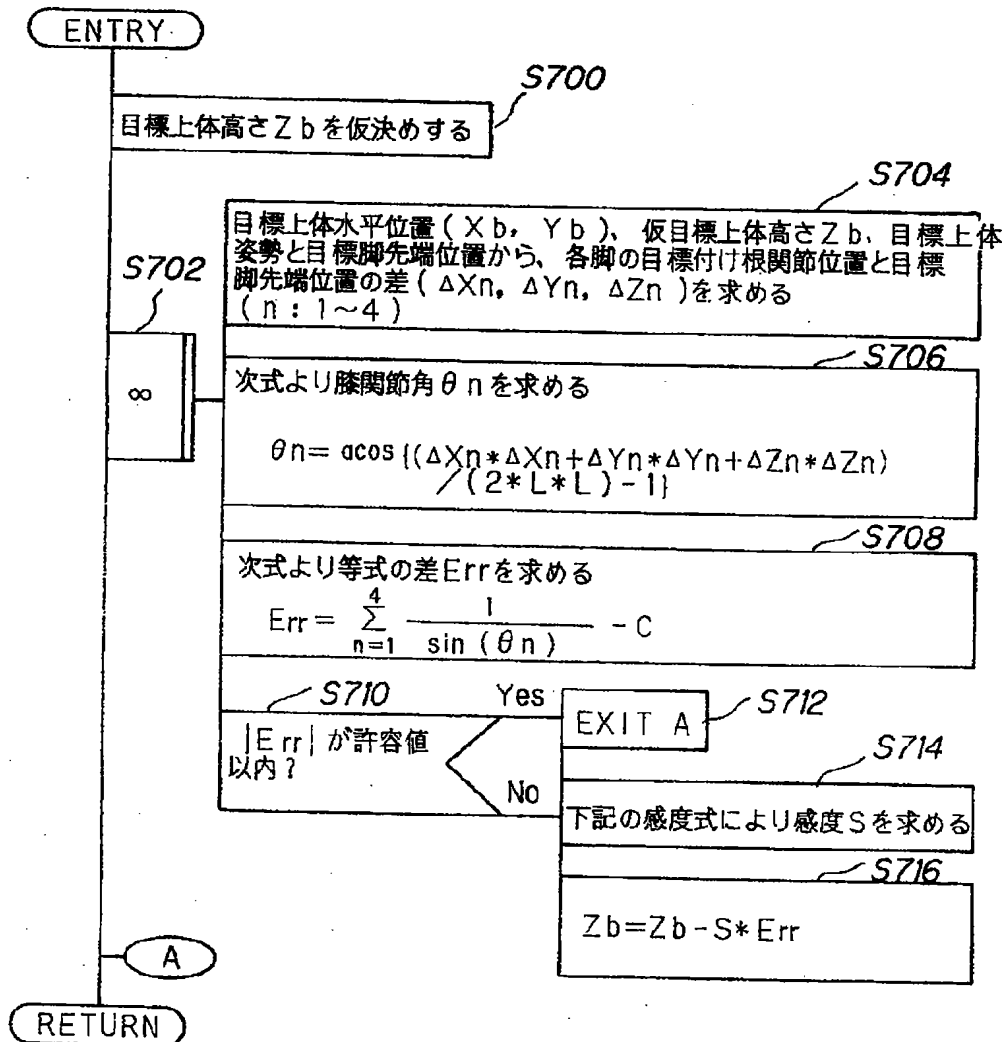 ENTRY
S700
目標上体高さZbを仮決めする
S704
目標上体水平位置(Xb, Yb)、仮目標上体高さZb、目標上体
姿勢と目標脚先端位置から、各脚の目標付け根関節位置と目標
脚先端位置の差(ΔXn, ΔYn, ΔZn)を求める
(n:1~4)
S702
∞
S706
次式より膝関節角θnを求める
θn=acos{(ΔXn*ΔXn+ΔYn*ΔYn+ΔZn*ΔZn)
/(2*L*L)-1}
S708
次式より等式の差Errを求める
Err= 4 Σ n=1 1 / sin(θn) -C
S710
|Err|が許容値
以内?
Yes
EXIT A
S712
No
S714
下記の感度式により感度Sを求める
S716
Zb=Zb-S*Err
A
RETURN